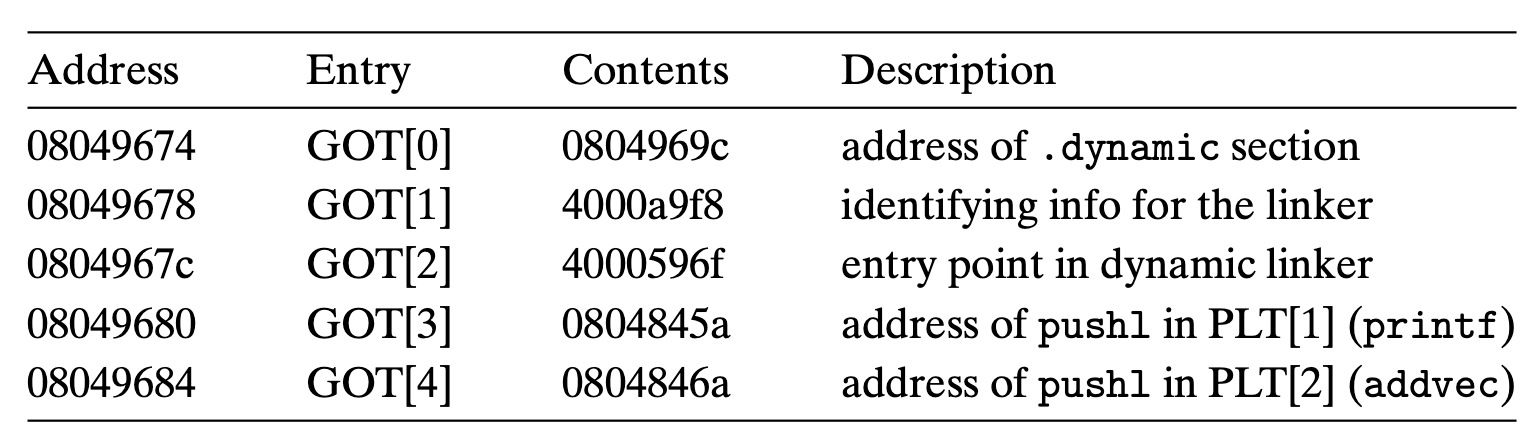 Address Entry Contents Description
08049674 GOT[0] 0804969c address of .dynamic section
08049678 GOT[1] 4000a9f8 identifying info for the linker
0804967c GOT[2] 4000596f entry point in dynamic linker
08049680 GOT[3] 0804845a address of pushl in PLT[1] (printf)
08049684 GOT[4] 0804846a address of pushl in PLT[2] (addvec)